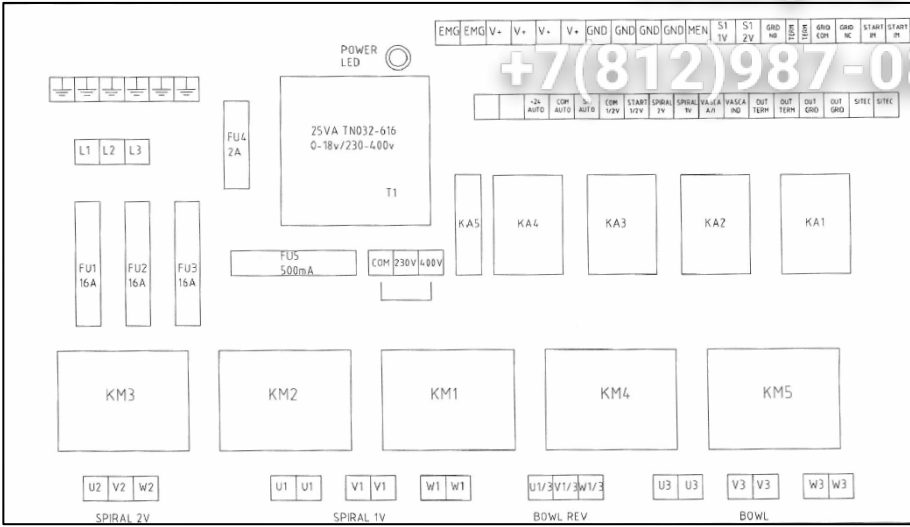 EMG EMG V+ V+ V+ V+ GND GND GND GND MEN S1 1V S1 2V GRID NO TERM TERM GRID COM GRID NC START IM START IM
POWER LED
+7(812)987-0
+24 AUTO COM AUTO AUTO COM 1/2V START 1/2V SPIRAL 2V SPIRAL 1V VASCA VASCA IND OUT TERM OUT TERM OUT GRID OUT GRID SITEC SITEC
L1 L2 L3
FU4 2A
25VA TN032-616
0-18v/230-400v
T1
KA5 KA4 KA3 KA2 KA1
FU5
500mA
COM 230V 400V
FU1 16A
FU2 16A
FU3 16A
KM3 KM2 KM1 KM4 KM5
U2 V2 W2 U1 U1 V1 V1 W1 W1 U1/3 V1/3 W1/3 U3 U3 V3 V3 W3 W3
SPIRAL 2V SPIRAL 1V BOWL REV BOWL